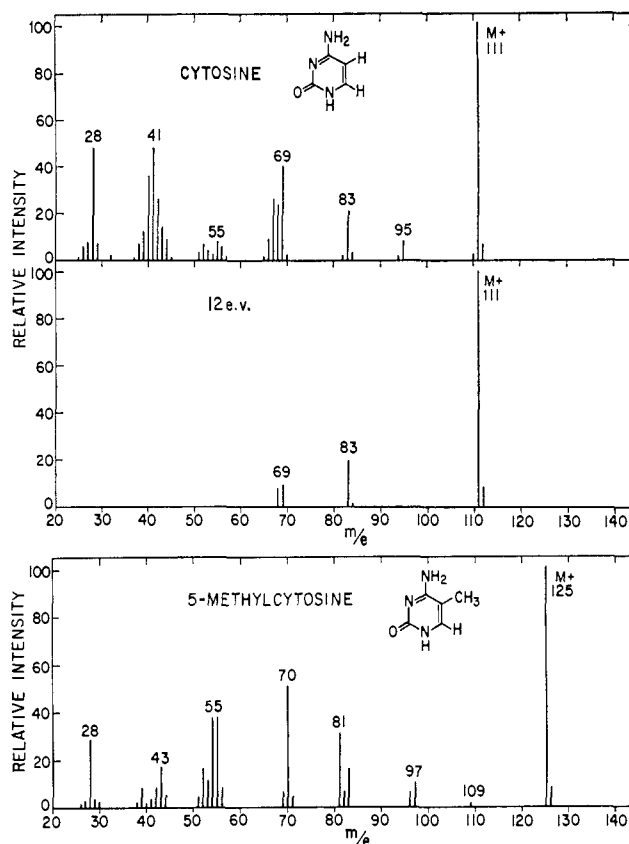 RELATIVE INTENSITY
100
80
60
40
20
0
CYTOSINE
NH₂
N
H
O
N
H
H
M+
111
28
41
55
69
83
95
RELATIVE INTENSITY
100
80
60
40
20
0
12 e.v.
M+
111
69
83
20 30 40 50 60 70 80 90 100 110 120 130 140
m/e
RELATIVE INTENSITY
100
80
60
40
20
0
5-METHYLCYTOSINE
NH₂
N
CH₃
O
N
H
H
M+
125
28
43
55
70
81
97
109
20 30 40 50 60 70 80 90 100 110 120 130 140
m/e